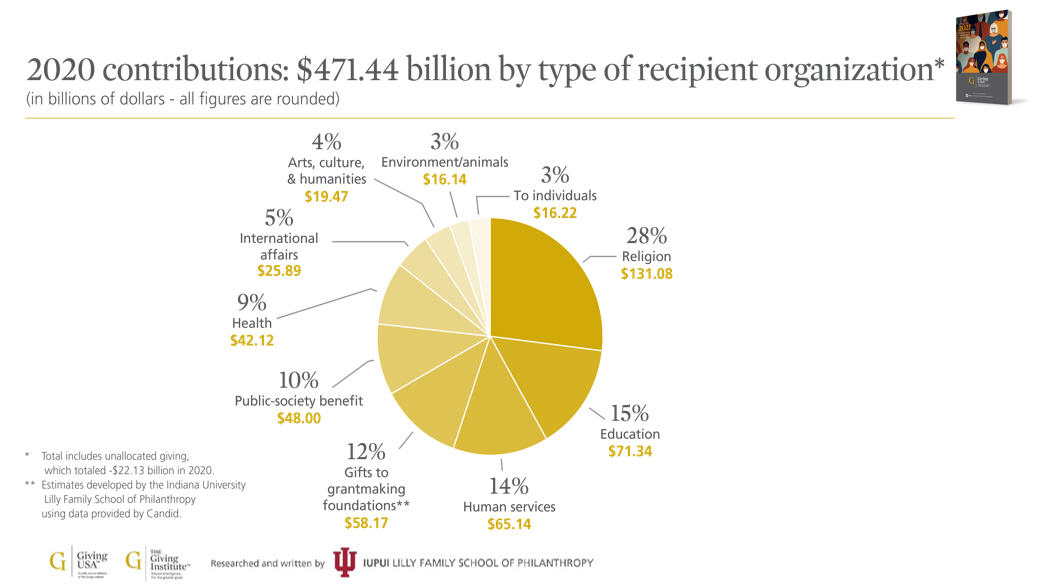 2020 contributions: $471.44 billion by type of recipient organization*
(in billions of dollars - all figures are rounded)
4%
Arts, culture,
& humanities
$19.47
3%
Environment/animals
$16.14
3%
To individuals
$16.22
5%
International
affairs
$25.89
28%
Religion
$131.08
9%
Health
$42.12
10%
Public-society benefit
$48.00
15%
Education
$71.34
12%
Gifts to
grantmaking
foundations**
$58.17
14%
Human services
$65.14
* Total includes unallocated giving,
which totaled -$22.13 billion in 2020.
** Estimates developed by the Indiana University
Lilly Family School of Philanthropy
using data provided by Candid.
G Giving
USA™
G THE
Giving
Institute™
Researched and written by
IUPUI LILLY FAMILY SCHOOL OF PHILANTHROPY